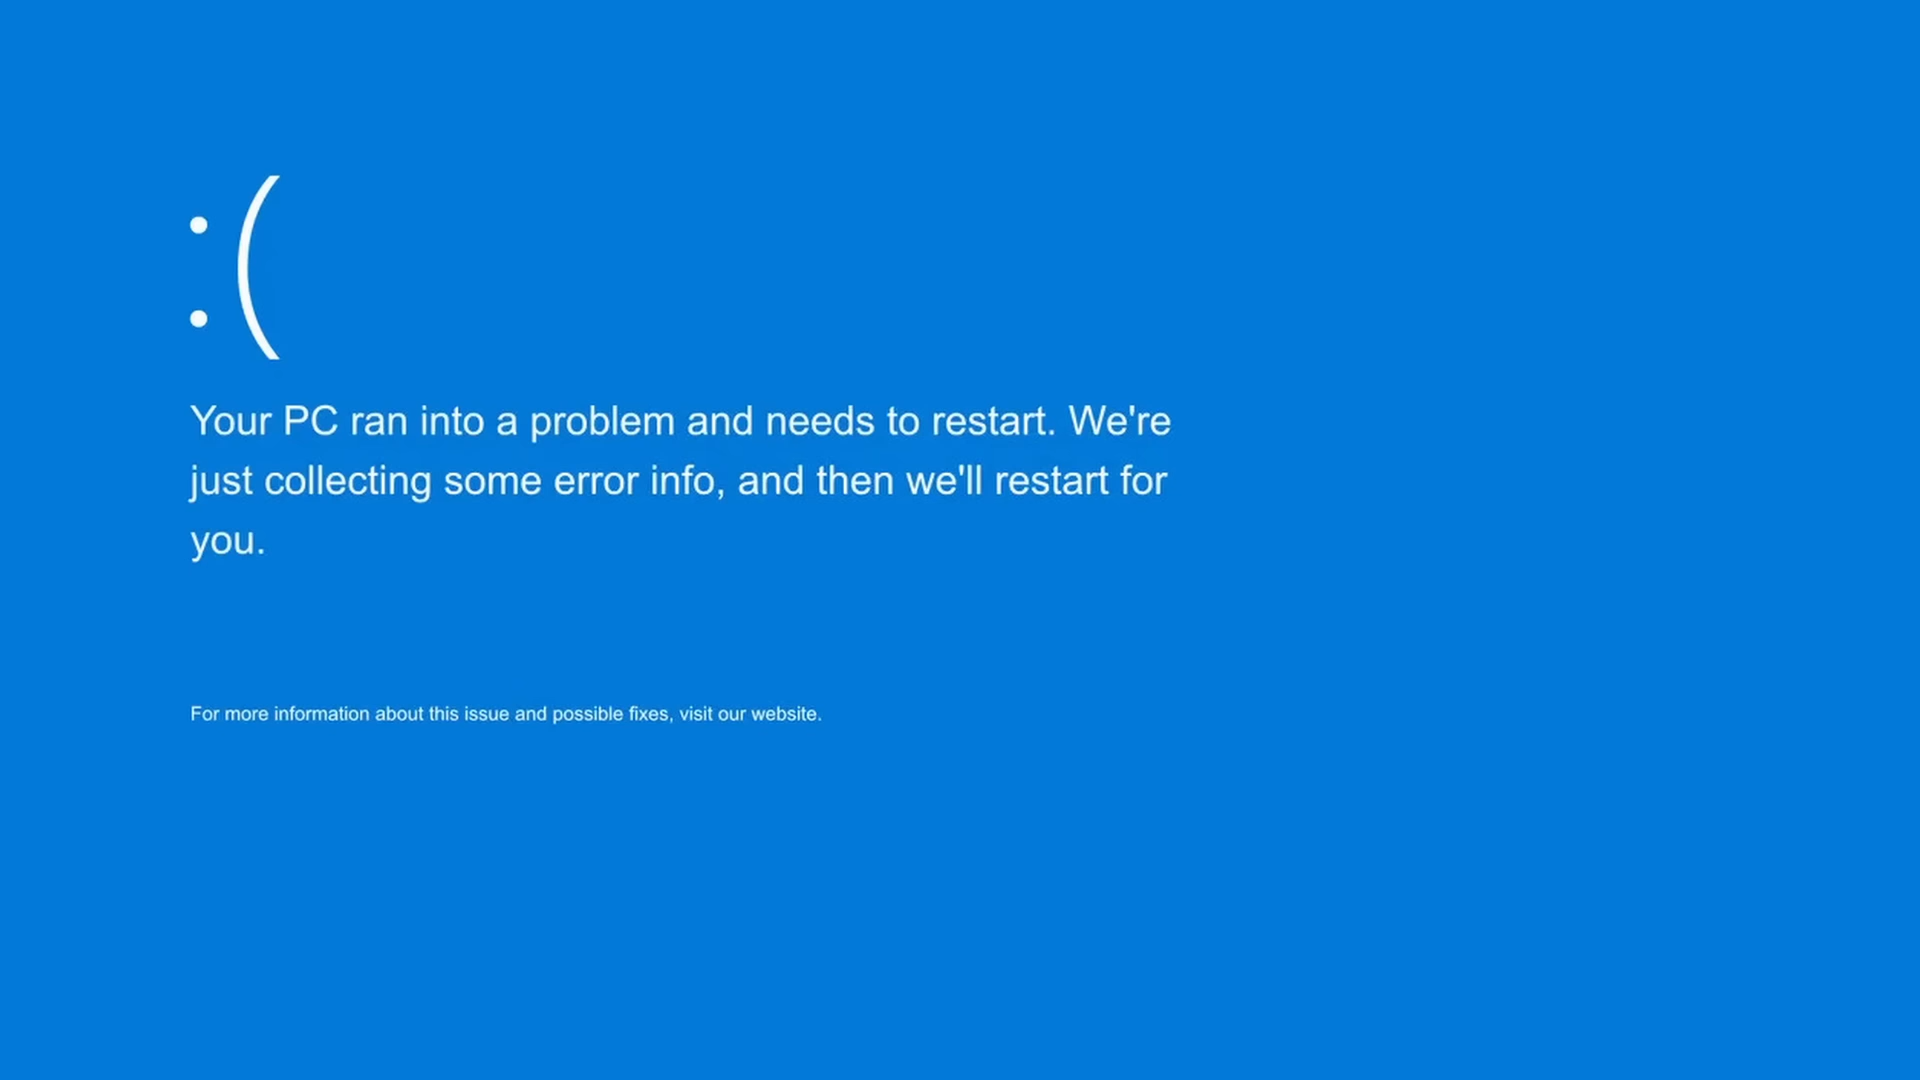 :(
Your PC ran into a problem and needs to restart. We're
just collecting some error info, and then we'll restart for
you.
For more information about this issue and possible fixes, visit our website.